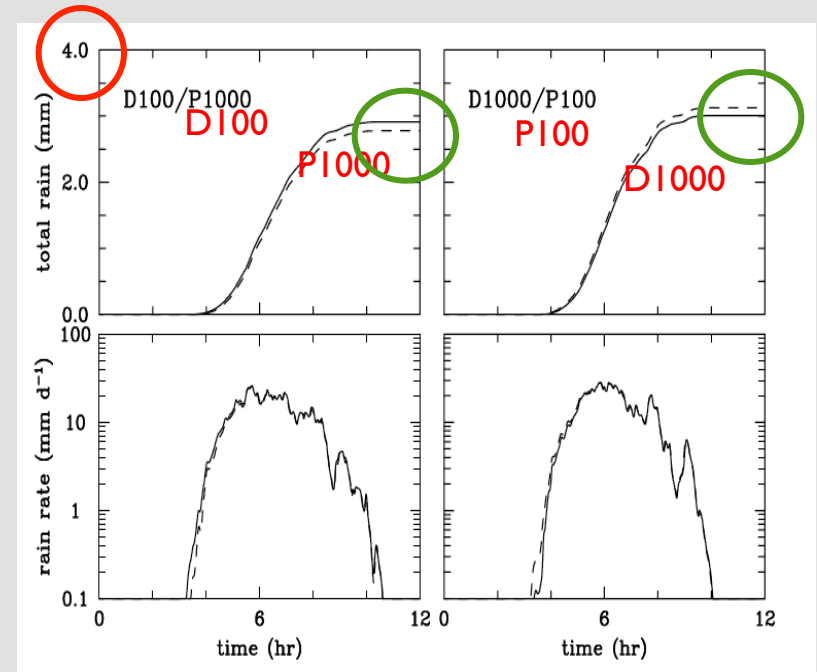 4.0
2.0
0.0
total rain (mm)
D100/P1000
D100
P1000
D1000/P100
P100
D1000
100
10
1
0.1
rain rate (mm d⁻¹)
0
6
12
time (hr)
0
6
12
time (hr)